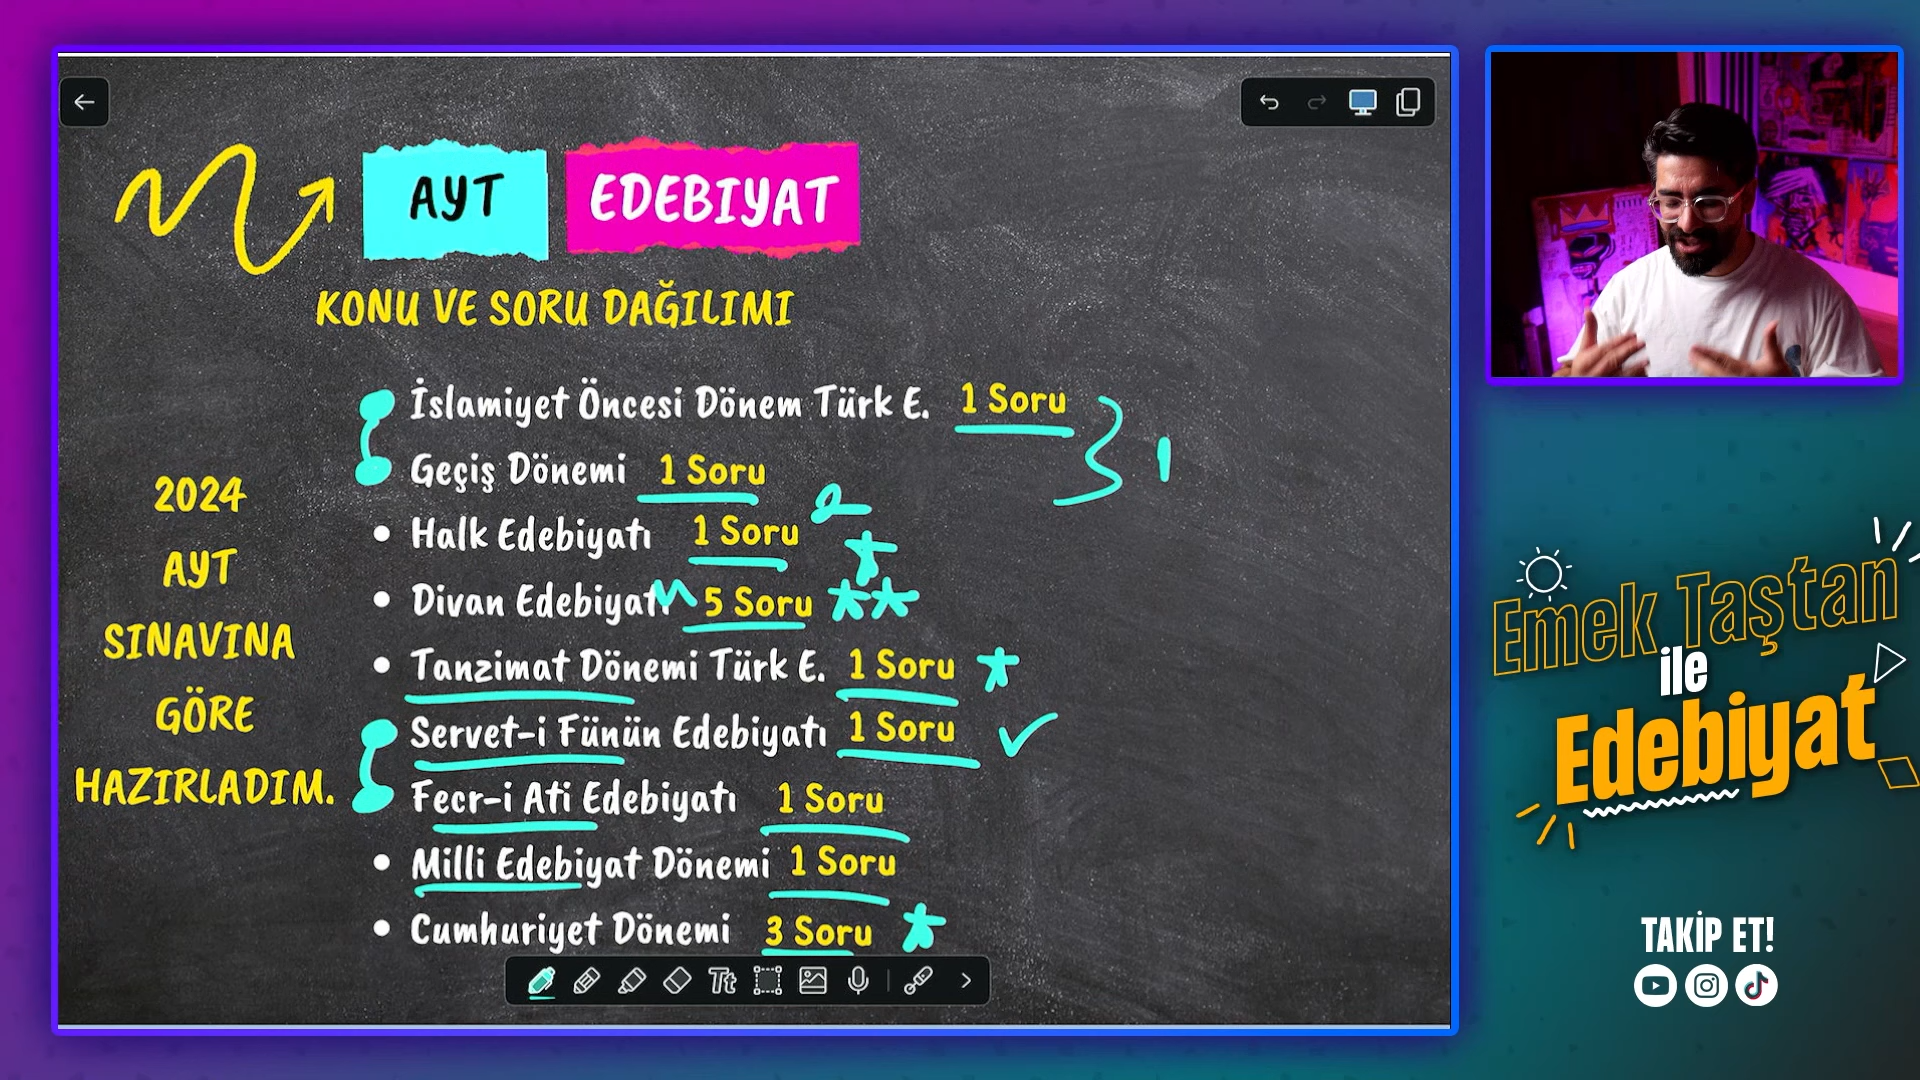 AYT EDEBIYAT
KONU VE SORU DAĞILIMI
2024
AYT
SINAVINA
GÖRE
HAZIRLADIM.
İslamiyet Öncesi Dönem Türk E. 1 Soru
1
Geçiş Dönemi 1 Soru
2
• Halk Edebiyatı 1 Soru
• Divan Edebiyatı 5 Soru
• Tanzimat Dönemi Türk E. 1 Soru
Servet-i Fünün Edebiyatı 1 Soru
Fecr-i Ati Edebiyatı 1 Soru
• Milli Edebiyat Dönemi 1 Soru
• Cumhuriyet Dönemi 3 Soru
Tt
Emek Taştan
ile
Edebiyat
TAKİP ET!